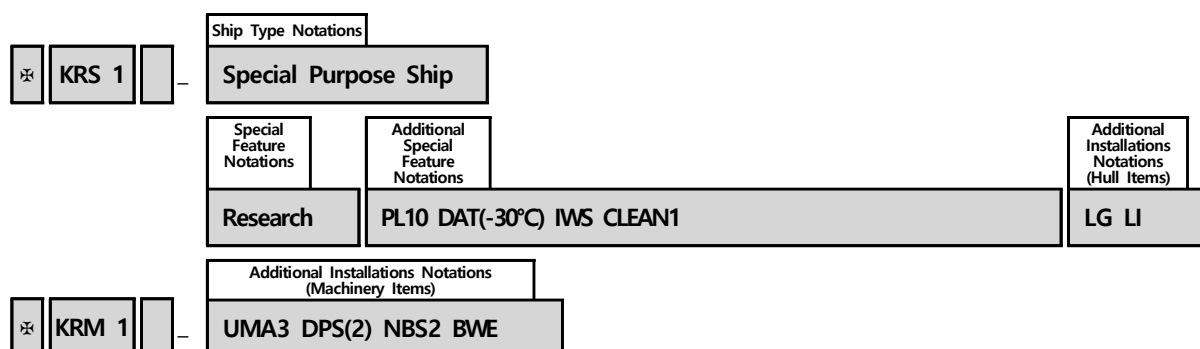 Ship Type Notations
✠ KRS 1 _ Special Purpose Ship
Special
Feature
Notations
Additional
Special
Feature
Notations
Additional
Installations
Notations
(Hull Items)
Research
PL10 DAT(-30°C) IWS CLEAN1
LG LI
Additional Installations Notations
(Machinery Items)
✠ KRM 1 _ UMA3 DPS(2) NBS2 BWE